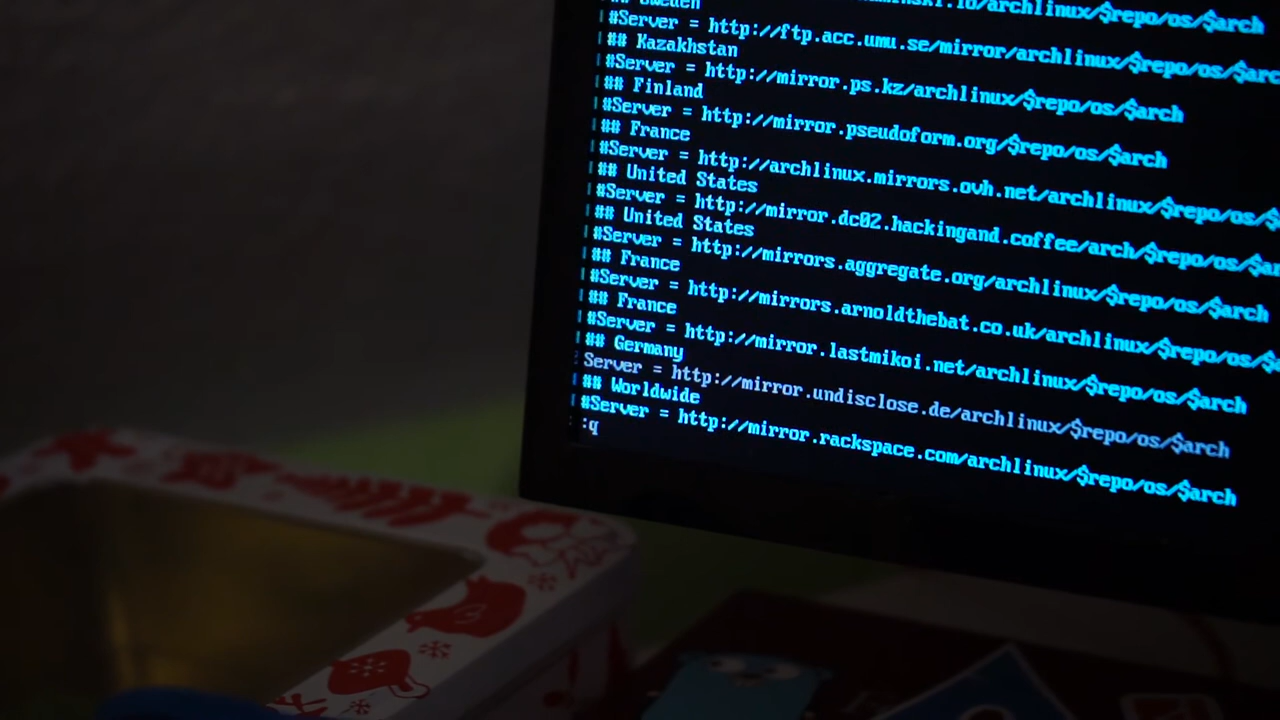 ## Sweden
#Server = http://ftp.acc.umu.se/mirror/archlinux/$repo/os/$arc
## Kazakhstan
#Server = http://mirror.ps.kz/archlinux/$repo/os/$arch
## Finland
#Server = http://mirror.pseudoform.org/$repo/os/$arch
## France
#Server = http://archlinux.mirrors.ovh.net/archlinux/$repo/os/$
## United States
#Server = http://mirror.dc02.hackingand.coffee/arch/$repo/os/$ar
## United States
#Server = http://mirrors.aggregate.org/archlinux/$repo/os/$arch
## France
#Server = http://mirrors.arnoldthebat.co.uk/archlinux/$repo/os/$
## France
#Server = http://mirror.lastmikoi.net/archlinux/$repo/os/$arch
## Germany
Server = http://mirror.undisclose.de/archlinux/$repo/os/$arch
## Worldwide
#Server = http://mirror.rackspace.com/archlinux/$repo/os/$arch
:q